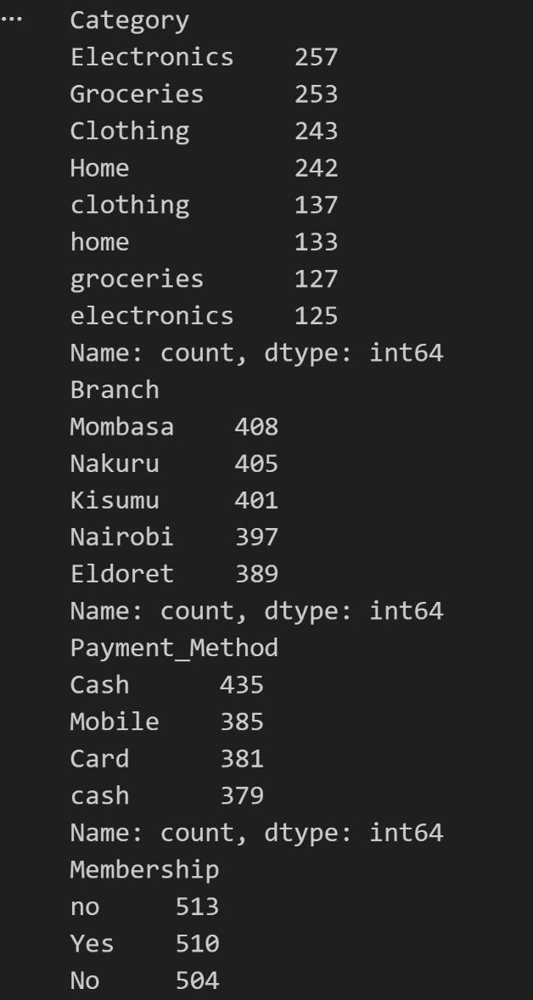 ...
Category
Electronics 257
Groceries 253
Clothing 243
Home 242
clothing 137
home 133
groceries 127
electronics 125
Name: count, dtype: int64
Branch
Mombasa 408
Nakuru 405
Kisumu 401
Nairobi 397
Eldoret 389
Name: count, dtype: int64
Payment_Method
Cash 435
Mobile 385
Card 381
cash 379
Name: count, dtype: int64
Membership
no 513
Yes 510
No 504